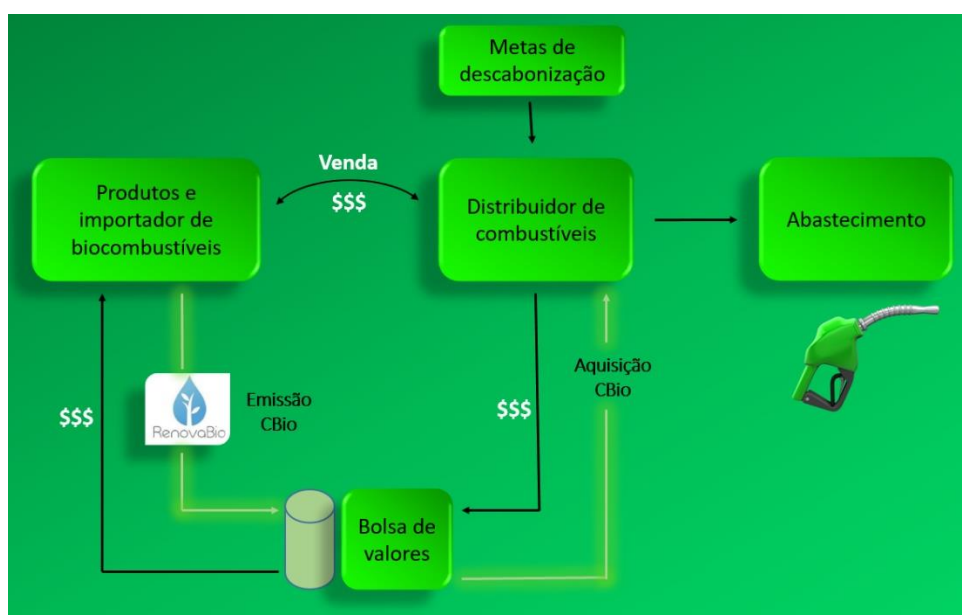 Metas de
descabonização
Produtos e
importador de
biocombustíveis
Venda
$$$
Distribuidor de
combustíveis
Abastecimento
$$$
RenovaBio
Emissão
CBio
$$$
Aquisição
CBio
Bolsa de
valores